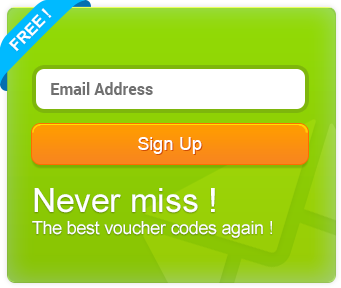 FREE !
Email Address
Sign Up
Never miss !
The best voucher codes again !